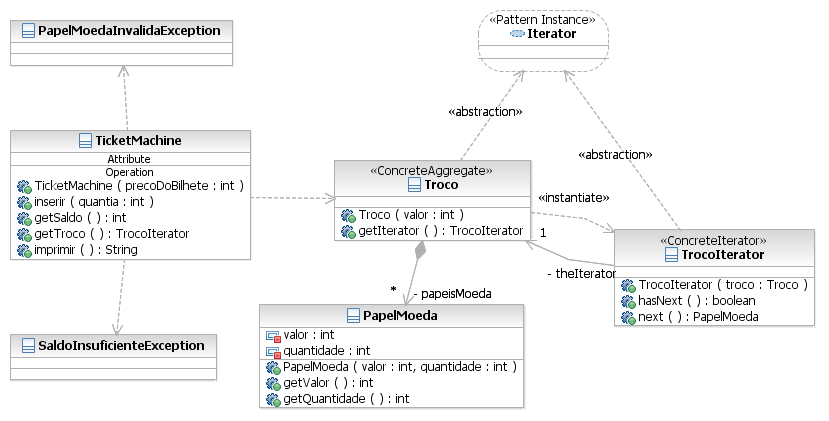 PapelMoedaInvalidaException
«Pattern Instance»
Iterator
TicketMachine
Attribute
Operation
TicketMachine ( precoDoBilhete : int )
inserir ( quantia : int )
getSaldo ( ) : int
getTroco ( ) : TrocoIterator
imprimir ( ) : String
«abstraction»
«abstraction»
«ConcreteAggregate»
Troco
Troco ( valor : int )
getIterator ( ) : TrocoIterator
«instantiate»
1
- theIterator
«ConcreteIterator»
TrocoIterator
TrocoIterator ( troco : Troco )
hasNext ( ) : boolean
next ( ) : PapelMoeda
*
- papeisMoeda
PapelMoeda
valor : int
quantidade : int
PapelMoeda ( valor : int, quantidade : int )
getValor ( ) : int
getQuantidade ( ) : int
SaldoInsuficienteException